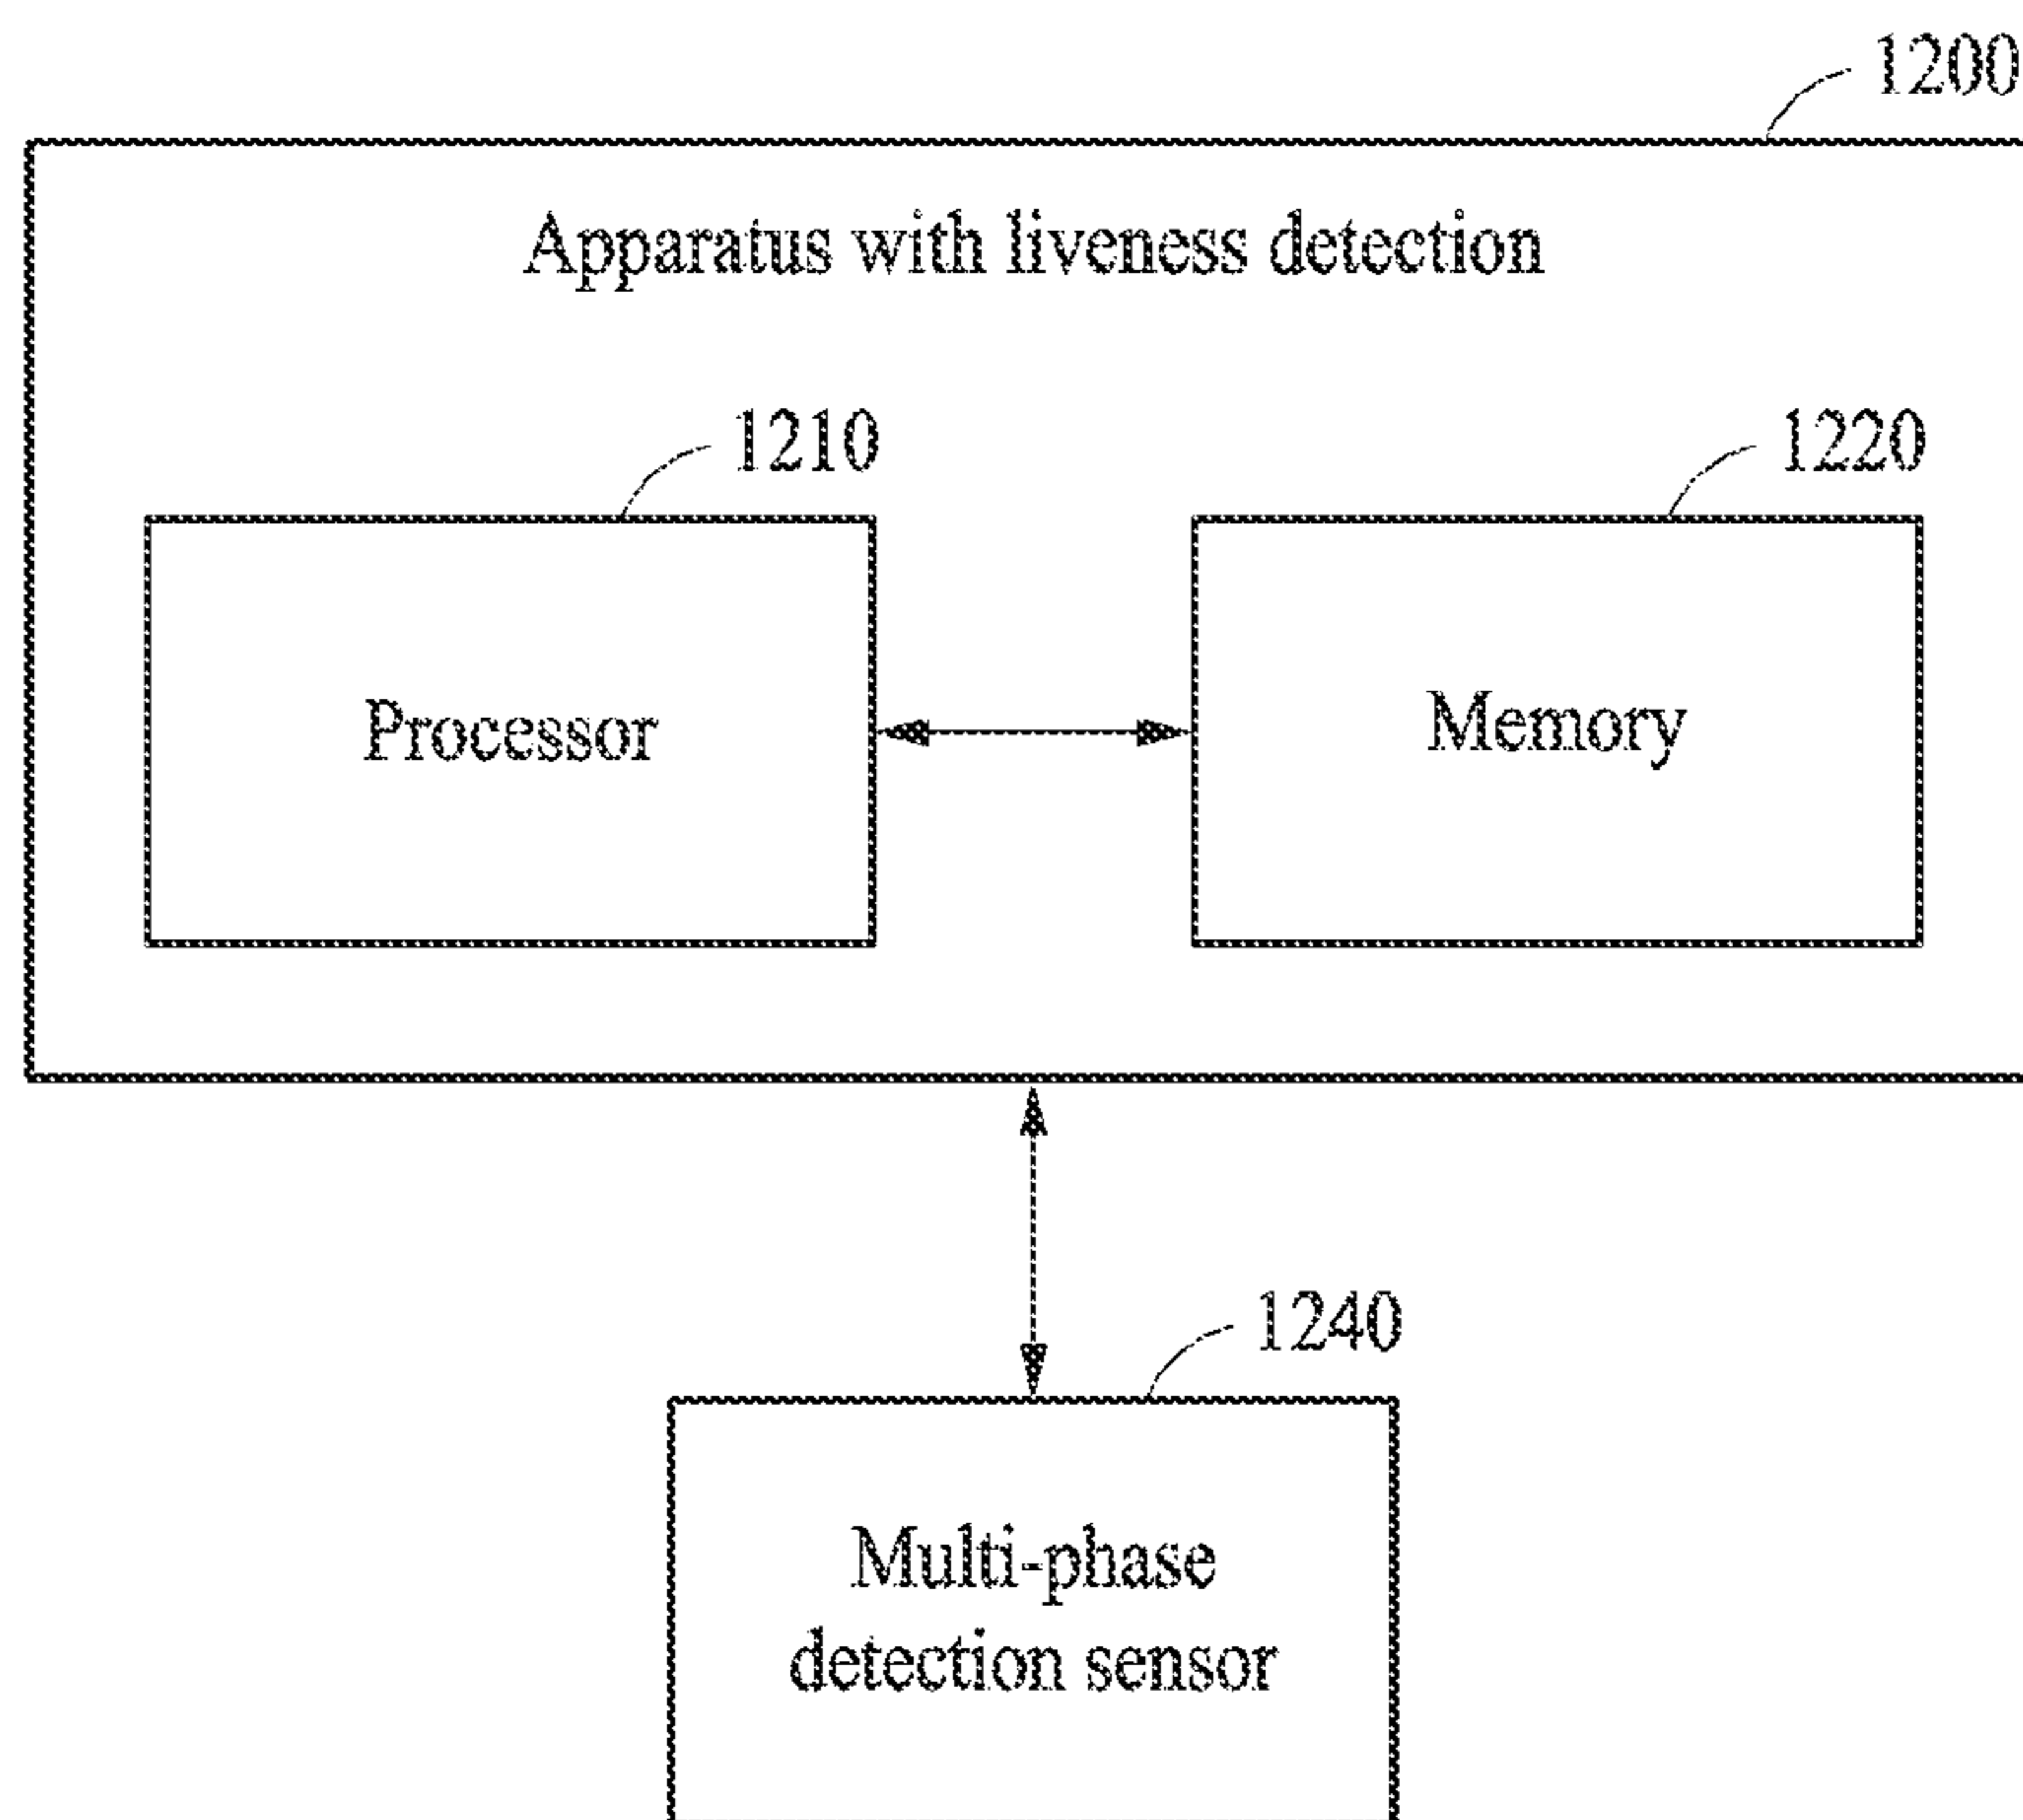 1200
Apparatus with liveness detection
1210
1220
Processor
Memory
1240
Multi-phase
detection sensor